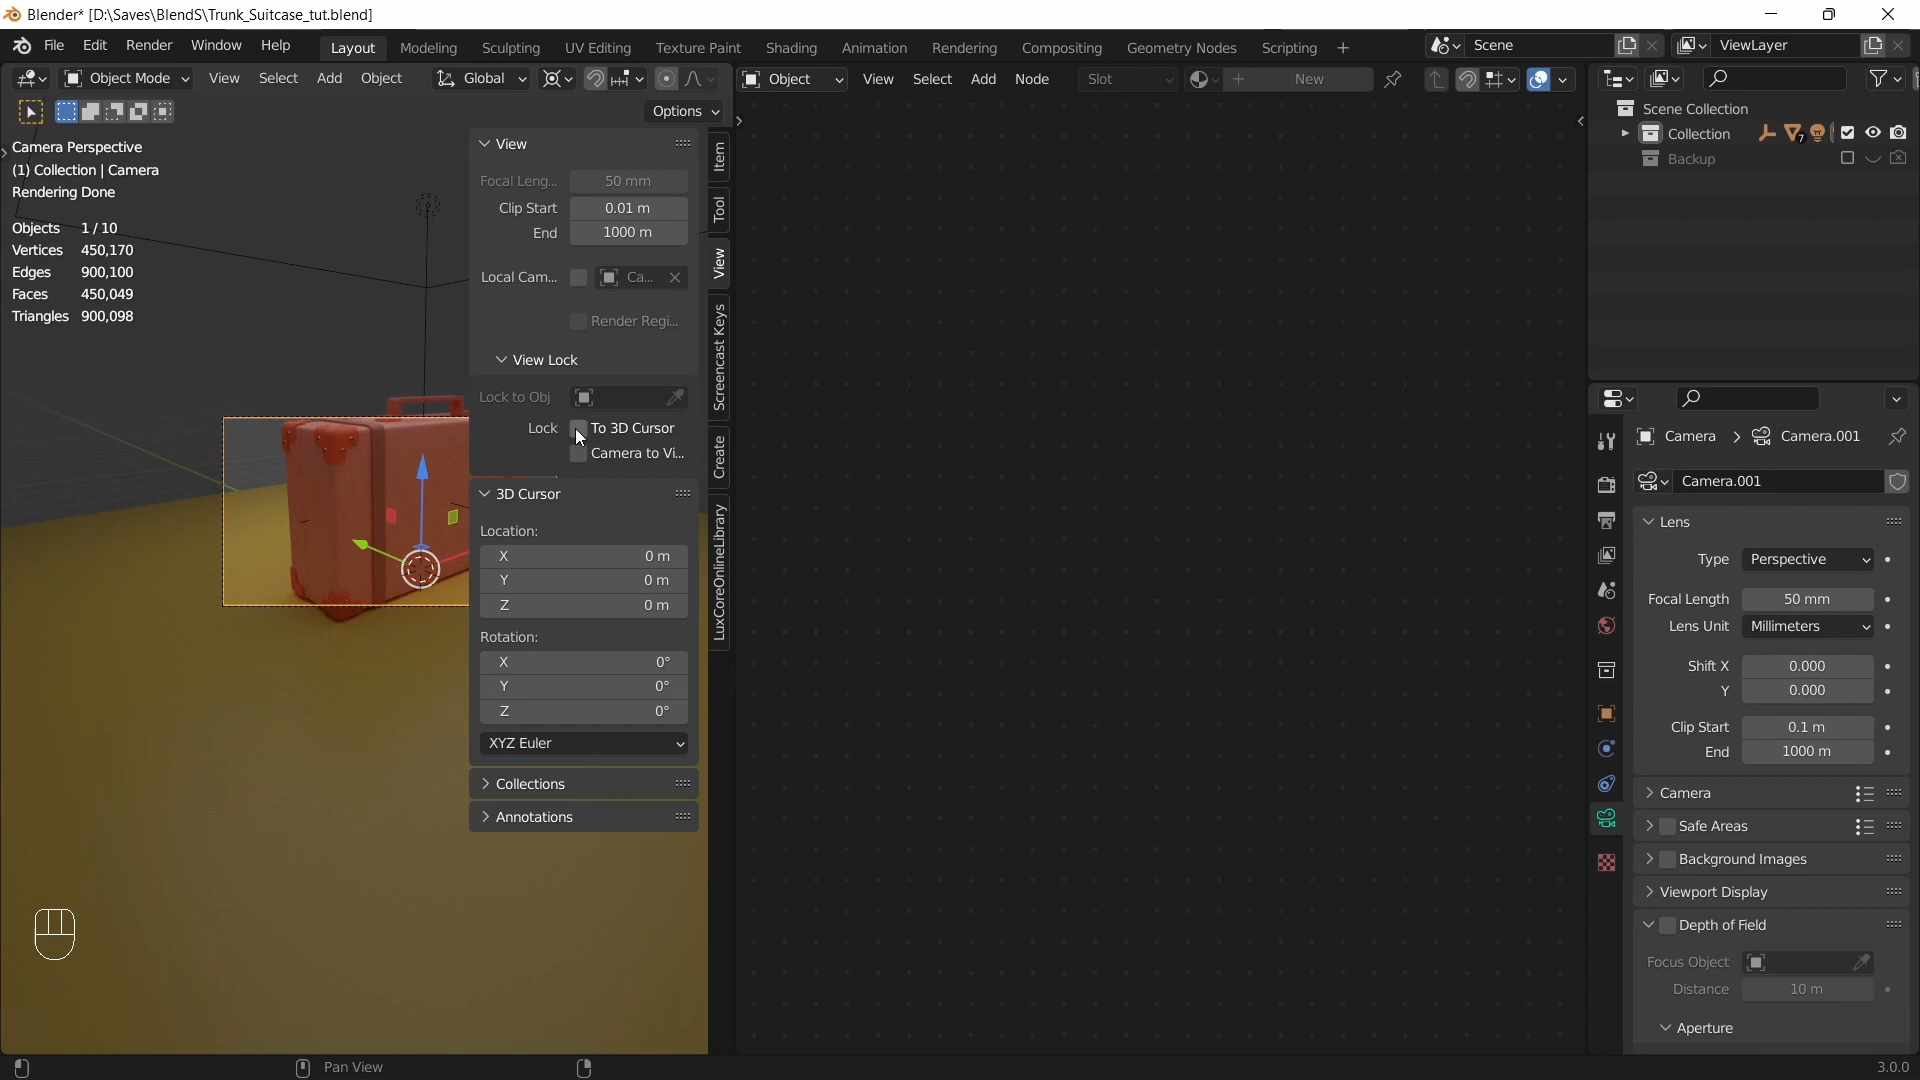 Blender* [D:\Saves\BlendS\Trunk_Suitcase_tut.blend]
File Edit Render Window Help Layout Modeling Sculpting UV Editing Texture Paint Shading Animation Rendering Compositing Geometry Nodes Scripting + Scene ViewLayer
Object Mode View Select Add Object Global
Object View Select Add Node Slot New
Options
Camera Perspective
(1) Collection | Camera
Rendering Done
Objects 1 / 10
Vertices 450,170
Edges 900,100
Faces 450,049
Triangles 900,098
View
Focal Leng... 50 mm
Clip Start 0.01 m
End 1000 m
Local Cam... Ca...
Render Regi...
View Lock
Lock to Obj
Lock To 3D Cursor
Camera to Vi...
3D Cursor
Location:
X 0 m
Y 0 m
Z 0 m
Rotation:
X 0°
Y 0°
Z 0°
XYZ Euler
Collections
Annotations
Item
Tool
View
Screencast Keys
Create
LuxCoreOnlineLibrary
Scene Collection
Collection 7
Backup
Camera Camera.001
Camera.001
Lens
Type Perspective
Focal Length 50 mm
Lens Unit Millimeters
Shift X 0.000
Y 0.000
Clip Start 0.1 m
End 1000 m
Camera
Safe Areas
Background Images
Viewport Display
Depth of Field
Focus Object
Distance 10 m
Aperture
Pan View
3.0.0